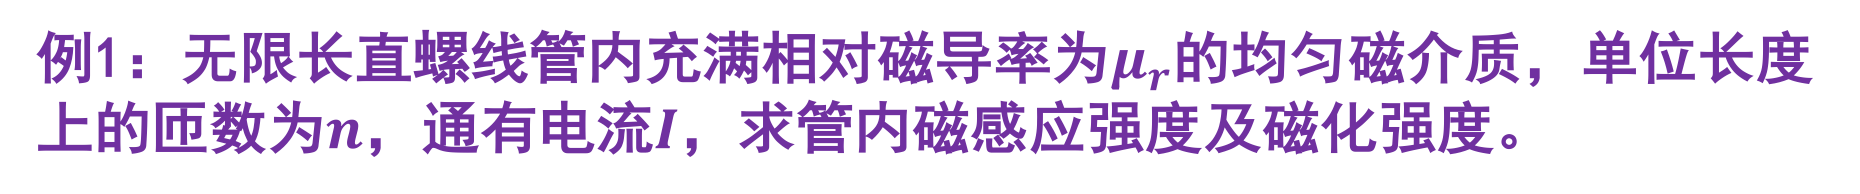 例1：无限长直螺线管内充满相对磁导率为μᵣ的均匀磁介质，单位长度
上的匝数为n，通有电流I，求管内磁感应强度及磁化强度。